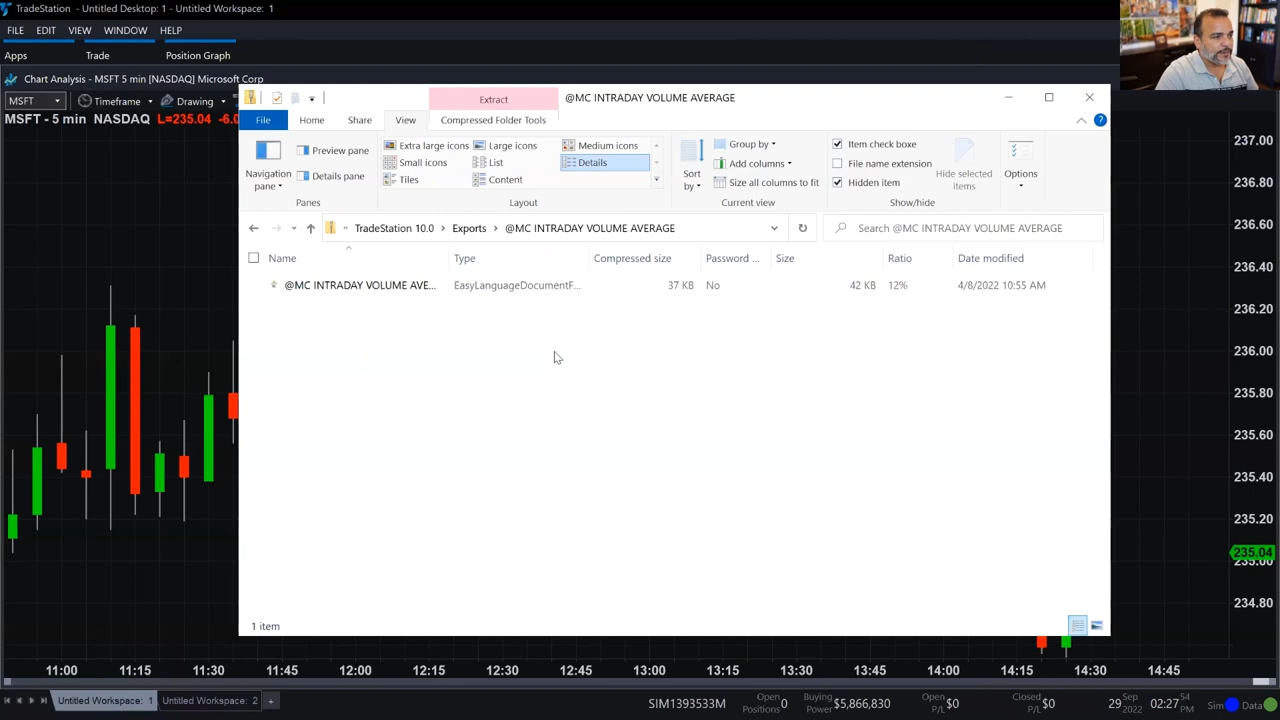 TradeStation - Untitled Desktop: 1 - Untitled Workspace: 1
FILE EDIT VIEW WINDOW HELP
Apps Trade Position Graph
Chart Analysis - MSFT 5 min [NASDAQ] Microsoft Corp
MSFT Timeframe Drawing
MSFT - 5 min NASDAQ L=235.04 -6.0
Extract @MC INTRADAY VOLUME AVERAGE
File Home Share View Compressed Folder Tools
Navigation pane
Preview pane
Details pane
Panes
Extra large icons Large icons Medium icons
Small icons List Details
Tiles Content
Layout
Sort by
Group by
Add columns
Size all columns to fit
Current view
Item check boxe
File name extension
Hidden item
Hide selected items
Show/hide
Options
« TradeStation 10.0 > Exports > @MC INTRADAY VOLUME AVERAGE
Search @MC INTRADAY VOLUME AVERAGE
Name Type Compressed size Password ... Size Ratio Date modified
@MC INTRADAY VOLUME AVE... EasyLanguageDocumentF... 37 KB No 42 KB 12% 4/8/2022 10:55 AM
1 item
237.00
236.80
236.60
236.40
236.20
236.00
235.80
235.60
235.40
235.20
235.04
235.00
234.80
11:00 11:15 11:30 11:45 12:00 12:15 12:30 12:45 13:00 13:15 13:30 13:45 14:00 14:15 14:30 14:45
Untitled Workspace: 1 Untitled Workspace: 2 +
SIM1393533M
Open Positions 0
Buying Power $5,866,830
Open P/L $0
Closed P/L $0
29 Sep 2022
02:27 54 PM
Sim Data